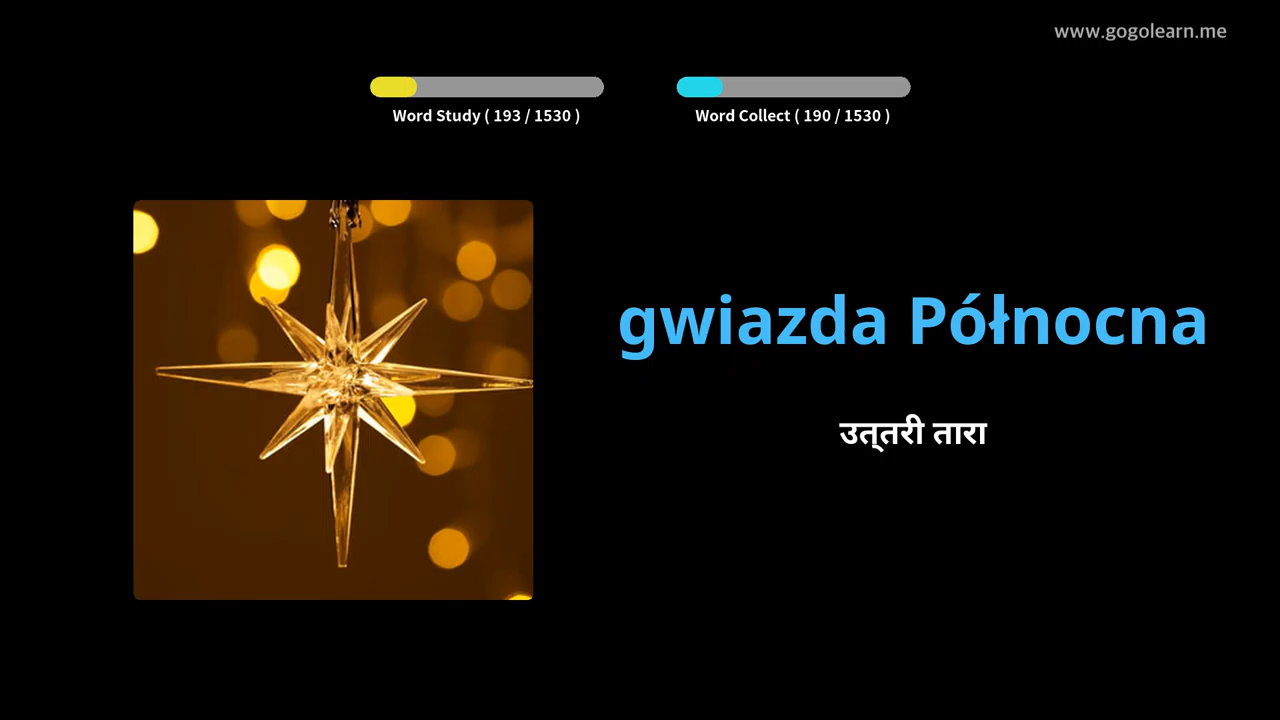 www.gogolearn.me
Word Study ( 193 / 1530 )
Word Collect ( 190 / 1530 )
gwiazda Północna
उत्तरी तारा